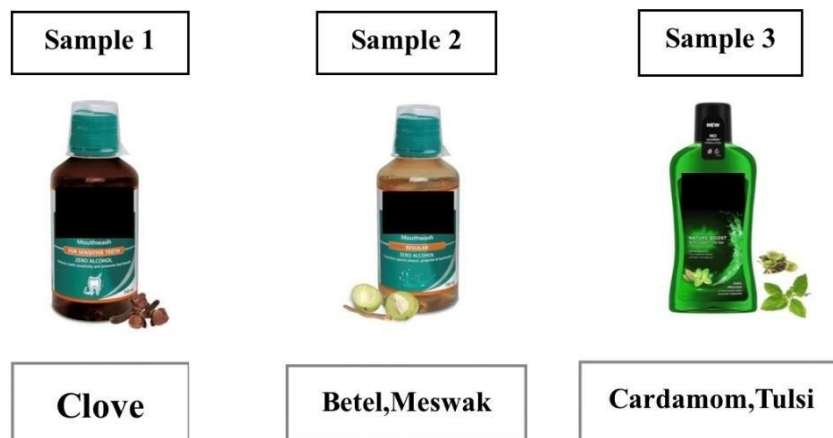 Sample 1
Sample 2
Sample 3
Mouthwash
FOR SENSITIVE TEETH
ZERO ALCOHOL
Mouthwash
REGULAR
ZERO ALCOHOL
NEW
NO
NATURE BOOST
Clove
Betel,Meswak
Cardamom,Tulsi